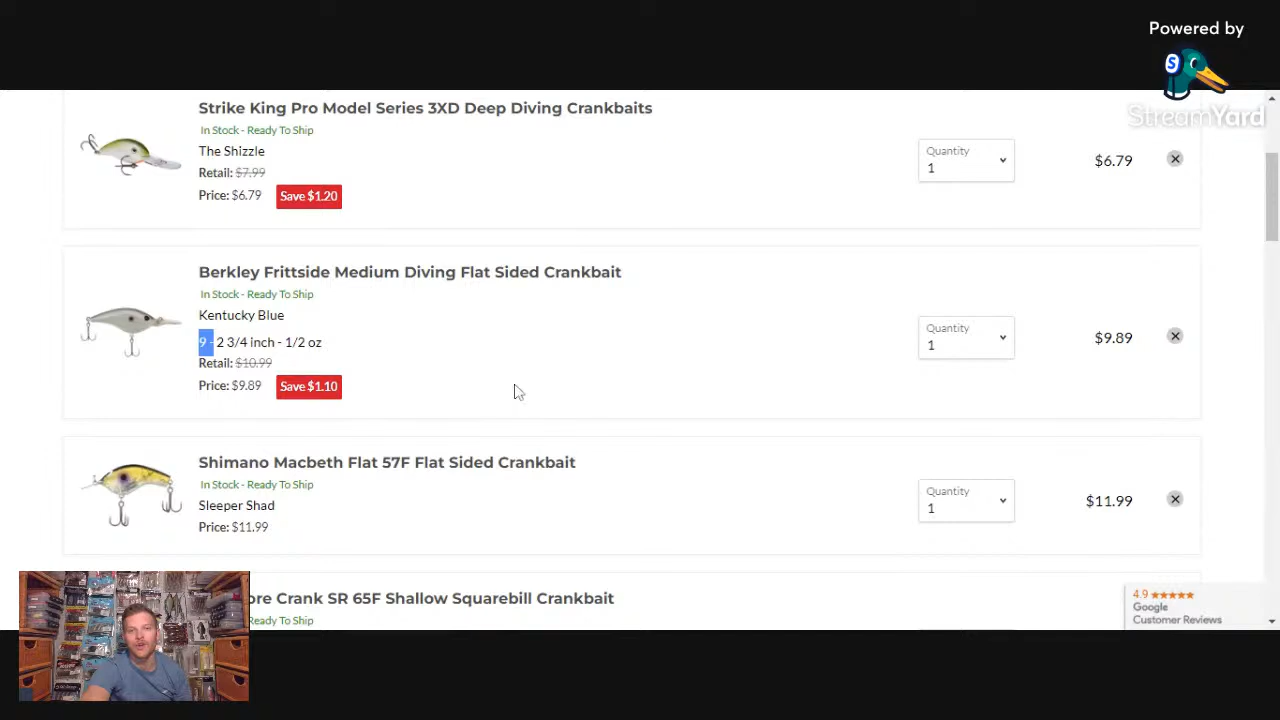 Powered by
S
StreamYard
Strike King Pro Model Series 3XD Deep Diving Crankbaits
In Stock - Ready To Ship
The Shizzle
Retail: $7.99
Price: $6.79 Save $1.20
Quantity
1
$6.79
Berkley Frittside Medium Diving Flat Sided Crankbait
In Stock - Ready To Ship
Kentucky Blue
9 - 2 3/4 inch - 1/2 oz
Retail: $10.99
Price: $9.89 Save $1.10
Quantity
1
$9.89
Shimano Macbeth Flat 57F Flat Sided Crankbait
In Stock - Ready To Ship
Sleeper Shad
Price: $11.99
Quantity
1
$11.99
ore Crank SR 65F Shallow Squarebill Crankbait
Ready To Ship
4.9
Google
Customer Reviews